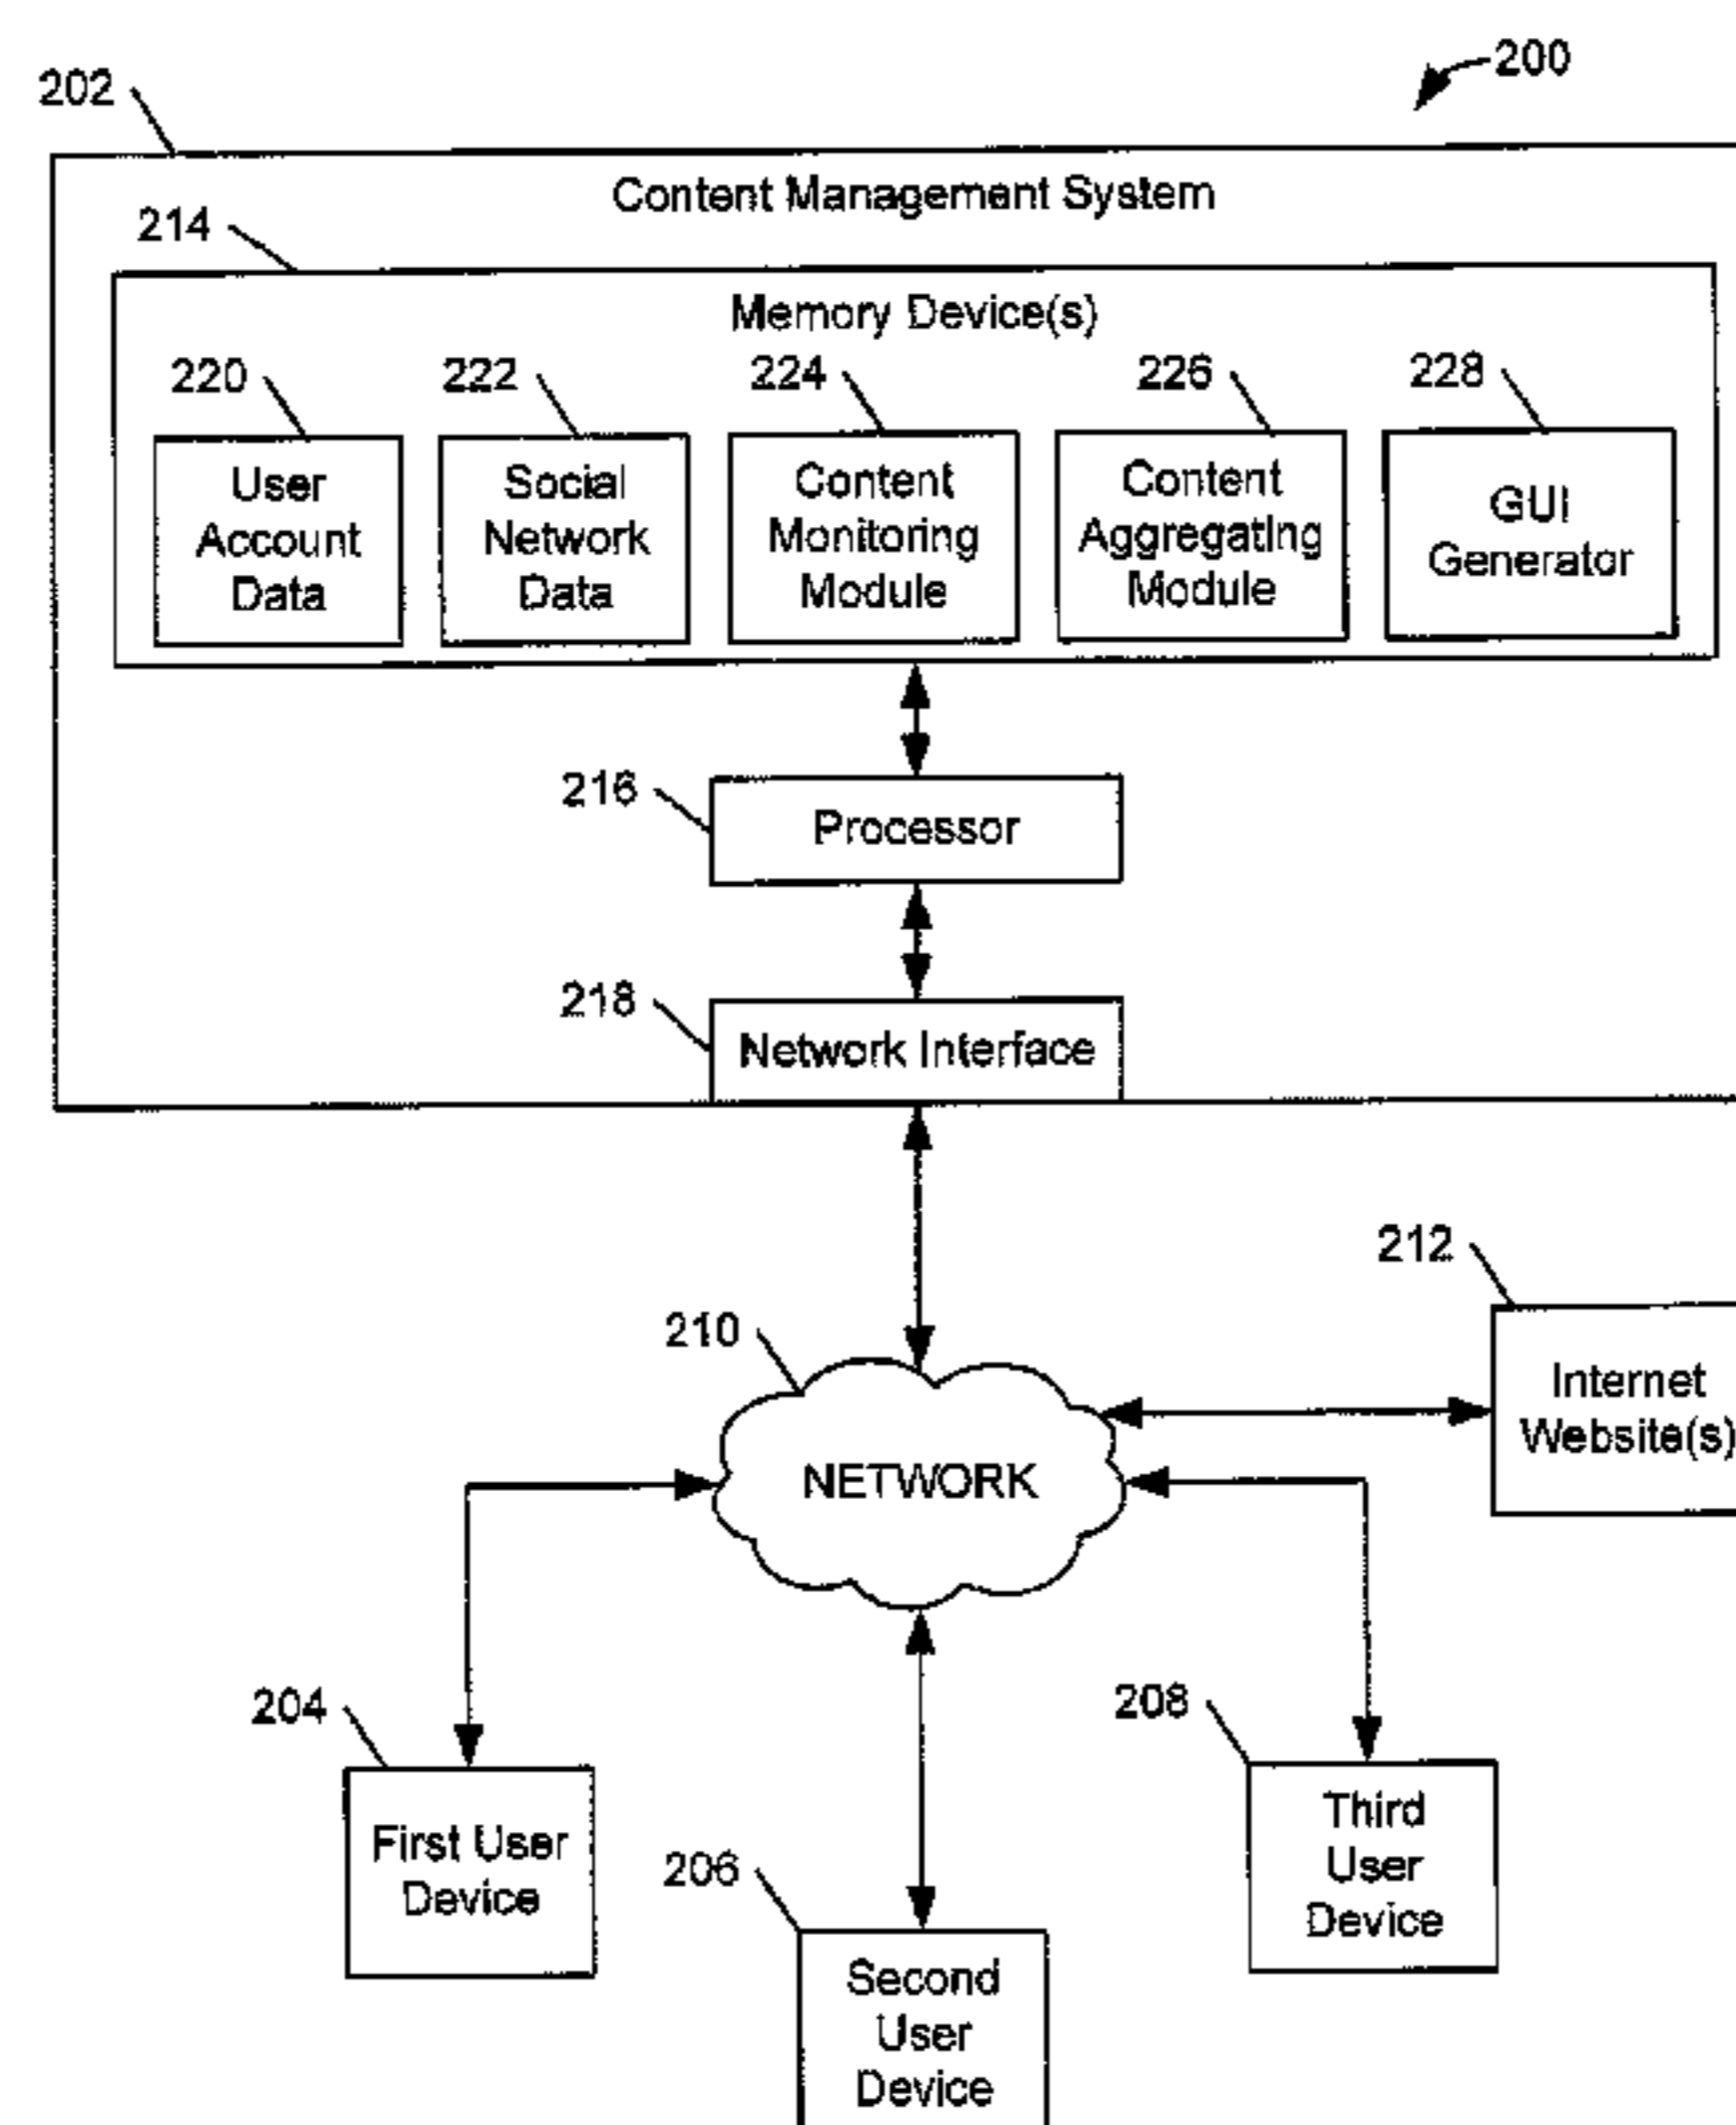 200
202
Content Management System
214
Memory Device(s)
220
222
224
226
228
User
Account
Data
Social
Network
Data
Content
Monitoring
Module
Content
Aggregating
Module
GUI
Generator
216
Processor
218
Network Interface
212
210
Internet
Website(s)
NETWORK
204
208
First User
Device
Third
User
Device
206
Second
User
Device